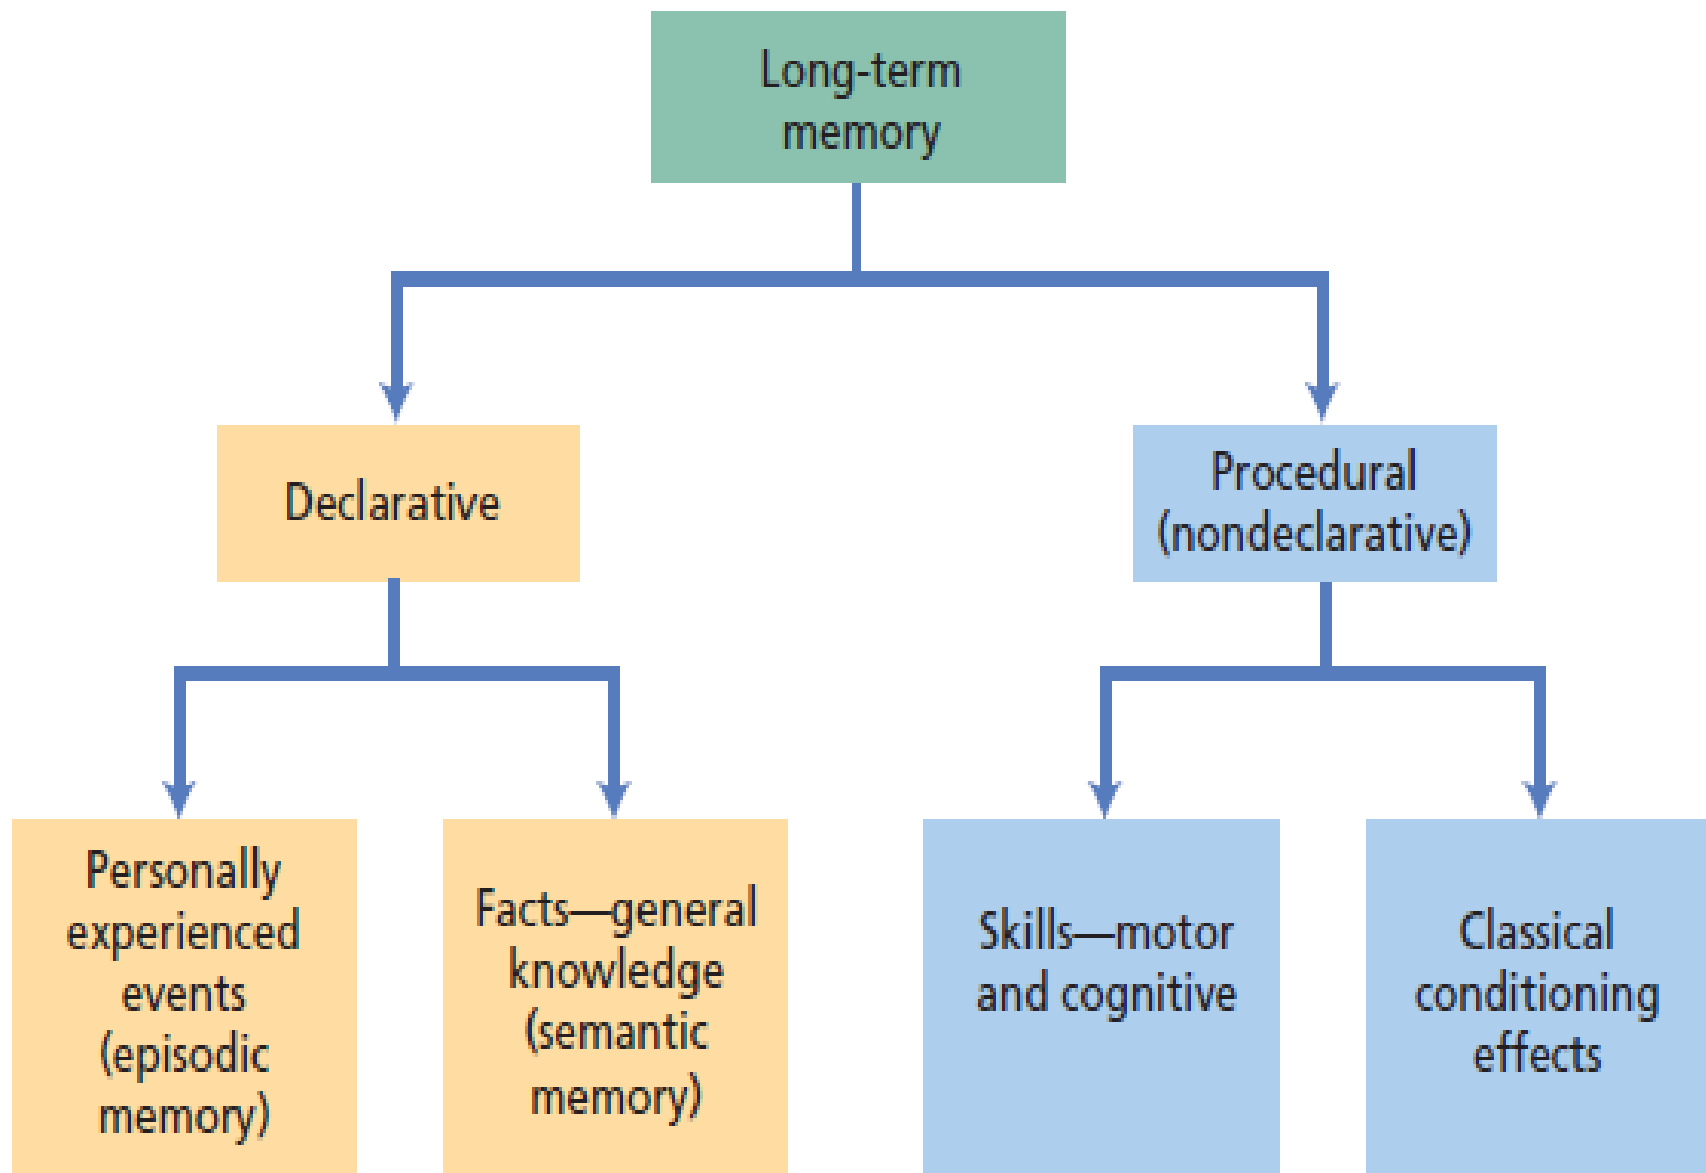 Long-term
memory
Declarative
Procedural
(nondeclarative)
Personally
experienced
events
(episodic
memory)
Facts—general
knowledge
(semantic
memory)
Skills—motor
and cognitive
Classical
conditioning
effects